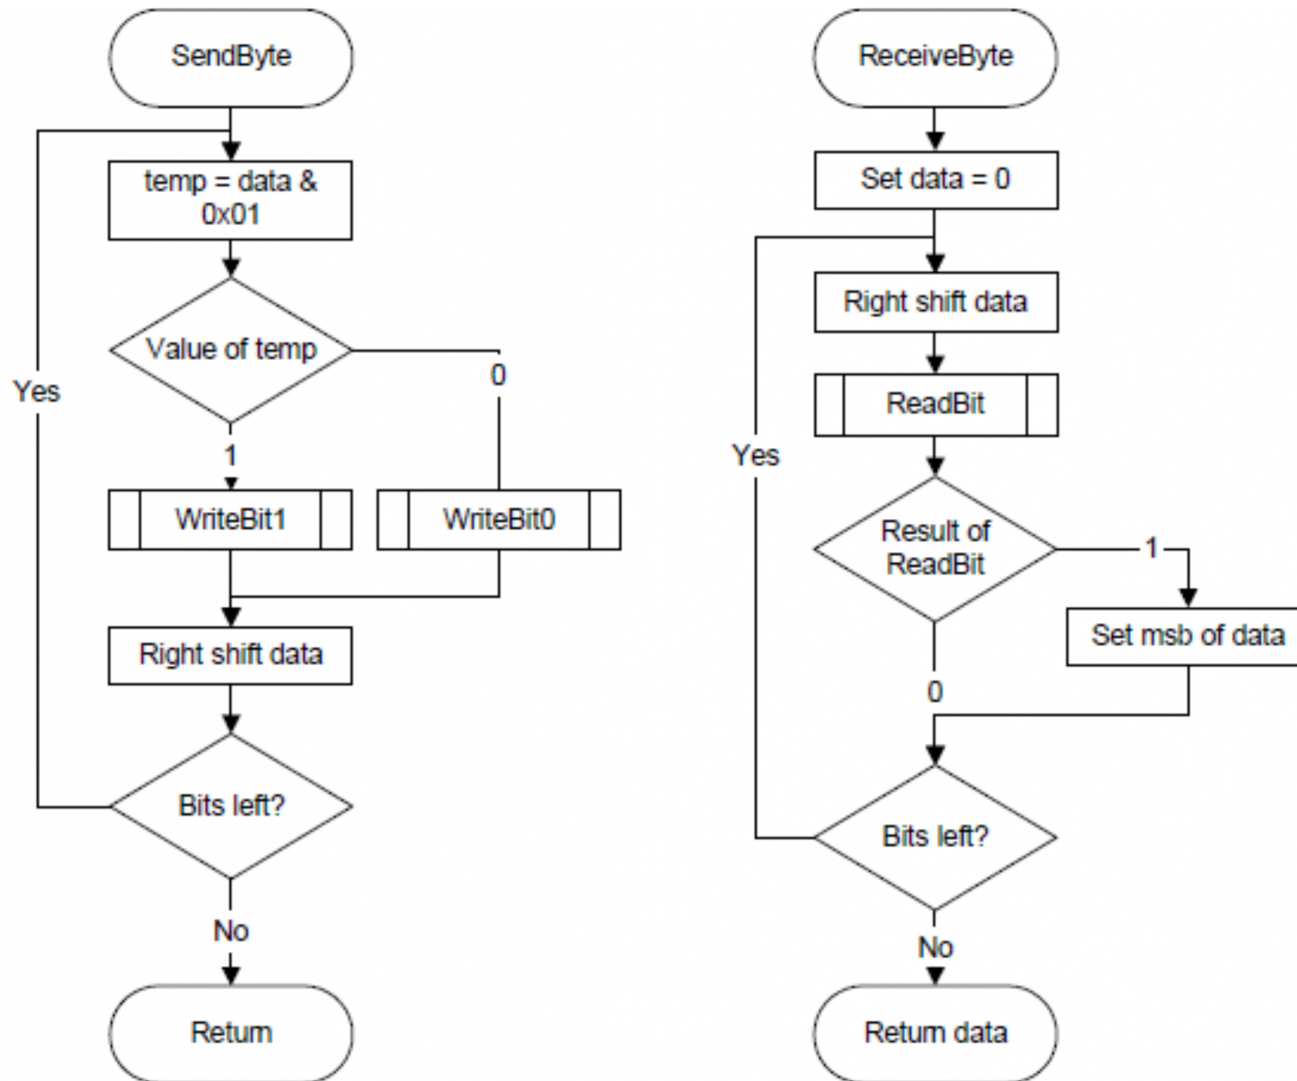 SendByte
temp = data &
0x01
Value of temp
0
Yes
1
WriteBit1
WriteBit0
Right shift data
Bits left?
No
Return
ReceiveByte
Set data = 0
Right shift data
ReadBit
Yes
Result of
ReadBit
1
Set msb of data
0
Bits left?
No
Return data